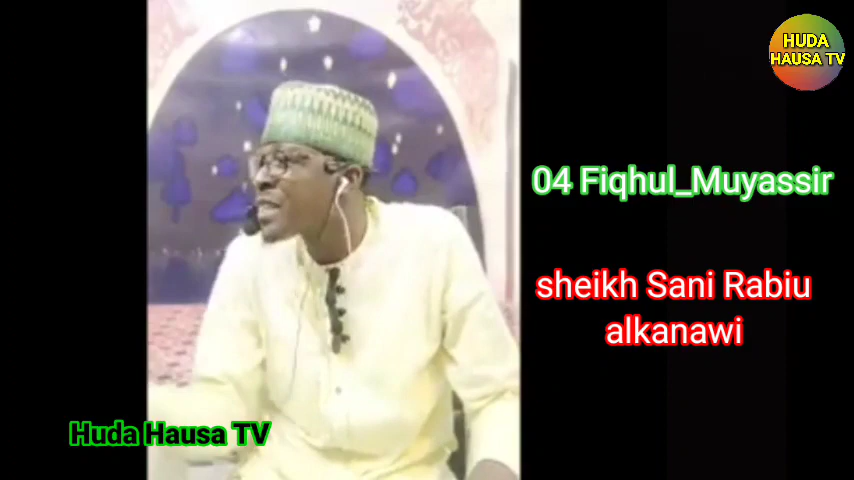 HUDA
HAUSA TV
04 Fiqhul_Muyassir
sheikh Sani Rabiu
alkanawi
Huda Hausa TV